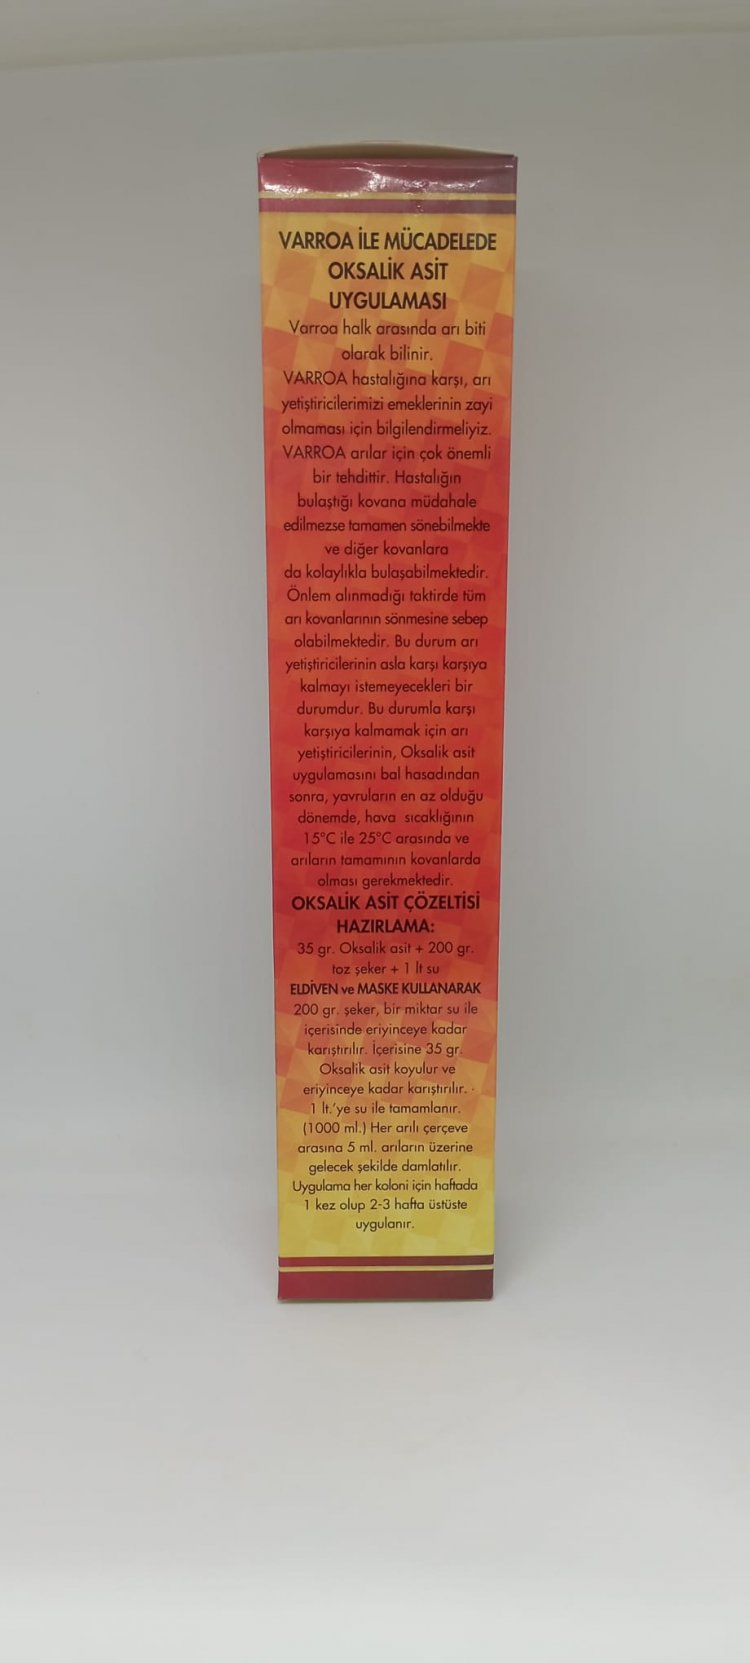 VARROA İLE MÜCADELEDE
OKSALİK ASİT
UYGULAMASI
Varroa halk arasında arı biti
olarak bilinir.
VARROA hastalığına karşı, arı
yetiştiricilerimizi emeklerinin zayi
olmaması için bilgilendirmeliyiz.
VARROA arılar için çok önemli
bir tehdittir. Hastalığın
bulaştığı kovana müdahale
edilmezse tamamen sönebilmekte
ve diğer kovanlara
da kolaylıkla bulaşabilmektedir.
Önlem alınmadığı taktirde tüm
arı kovanlarının sönmesine sebep
olabilmektedir. Bu durum arı
yetiştiricilerinin asla karşı karşıya
kalmayı istemeyecekleri bir
durumdur. Bu durumla karşı
karşıya kalmamak için arı
yetiştiricilerinin, Oksalik asit
uygulamasını bal hasadından
sonra, yavruların en az olduğu
dönemde, hava sıcaklığının
15°C ile 25°C arasında ve
arıların tamamının kovanlarda
olması gerekmektedir.
OKSALİK ASİT ÇÖZELTİSİ
HAZIRLAMA:
35 gr. Oksalik asit + 200 gr.
toz şeker + 1 lt su
ELDİVEN ve MASKE KULLANARAK
200 gr. şeker, bir miktar su ile
içerisinde eriyinceye kadar
karıştırılır. İçerisine 35 gr.
Oksalik asit koyulur ve
eriyinceye kadar karıştırılır. ·
1 lt.'ye su ile tamamlanır.
(1000 ml.) Her arılı çerçeve
arasına 5 ml. arıların üzerine
gelecek şekilde damlatılır.
Uygulama her koloni için haftada
1 kez olup 2-3 hafta üstüste
uygulanır.